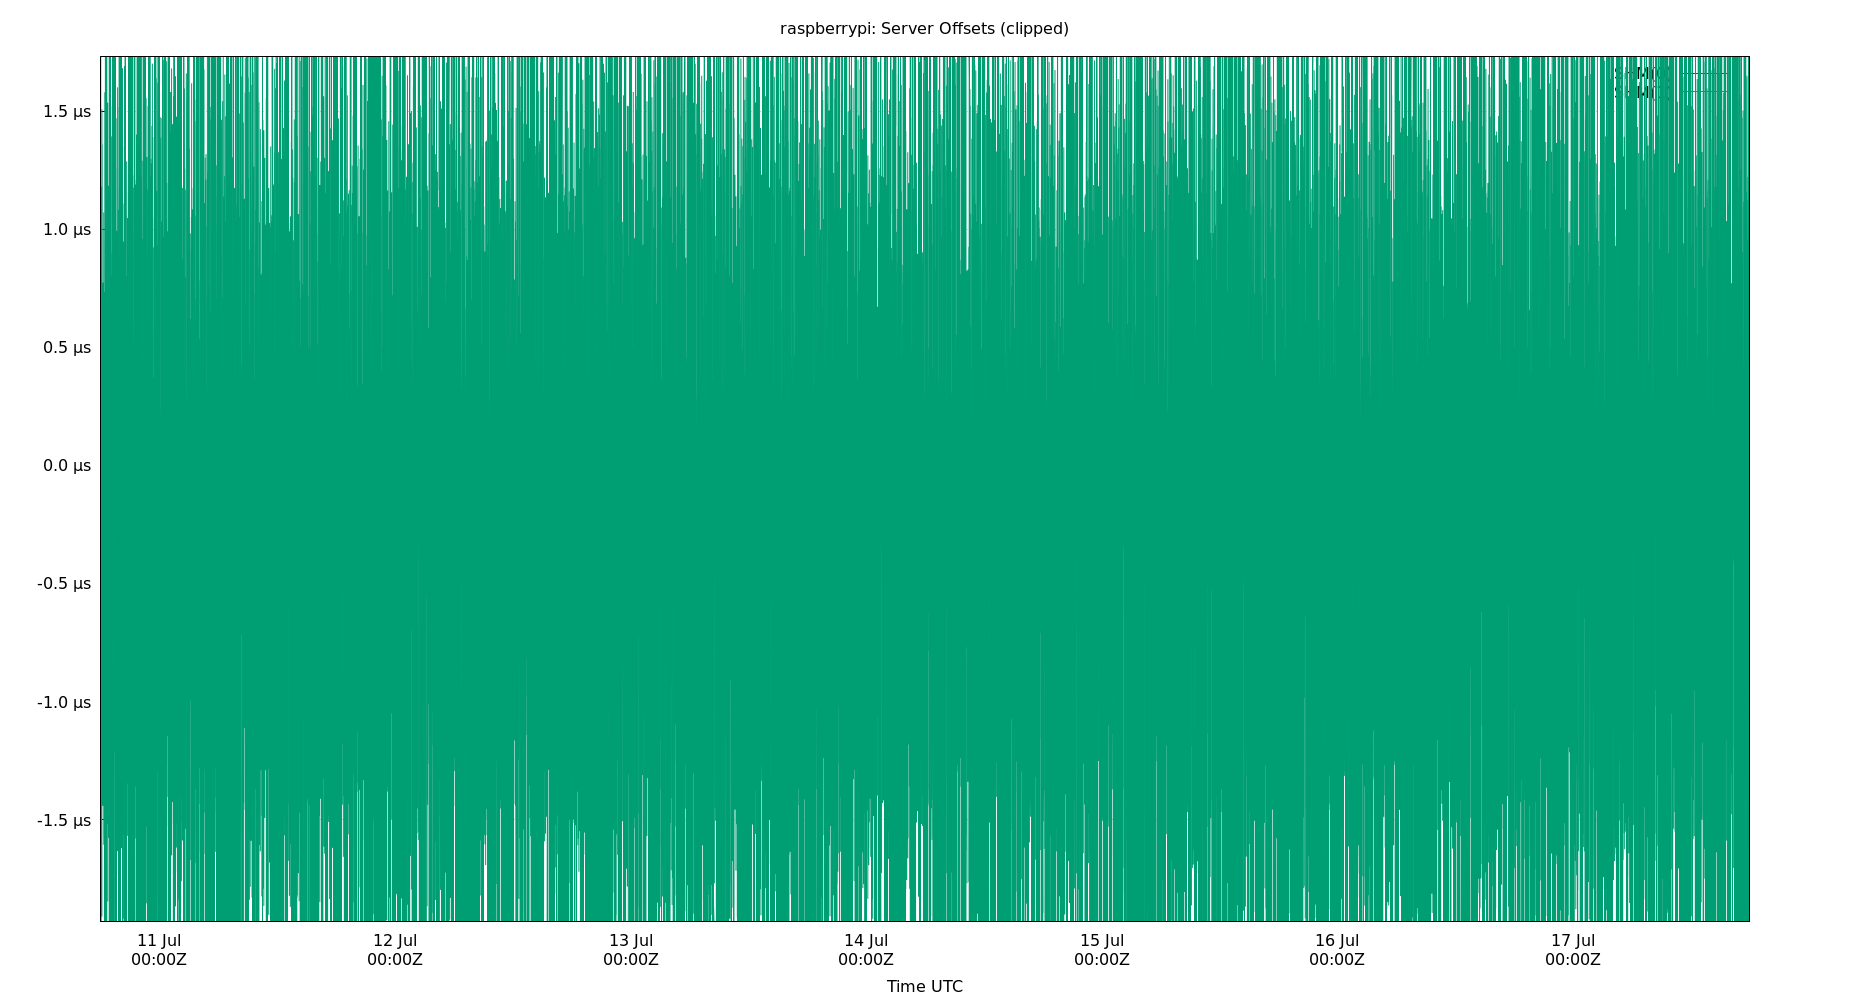 raspberrypi: Server Offsets (clipped)
1.5 µs
1.0 µs
0.5 µs
0.0 µs
-0.5 µs
-1.0 µs
-1.5 µs
11 Jul 12 Jul 13 Jul 14 Jul 15 Jul 16 Jul 17 Jul
00:00Z 00:00Z 00:00Z 00:00Z 00:00Z 00:00Z 00:00Z
Time UTC